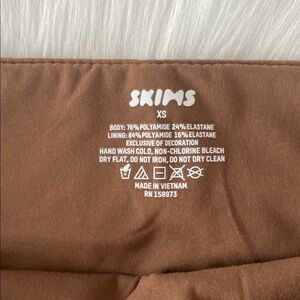 SKIMS
XS
BODY: 76% POLYAMIDE 24% ELASTANE
LINING: 84% POLYAMIDE 16% ELASTANE
EXCLUSIVE OF DECORATION
HAND WASH COLD, NON-CHLORINE BLEACH
DRY FLAT, DO NOT IRON, DO NOT DRY CLEAN
MADE IN VIETNAM
RN 158973